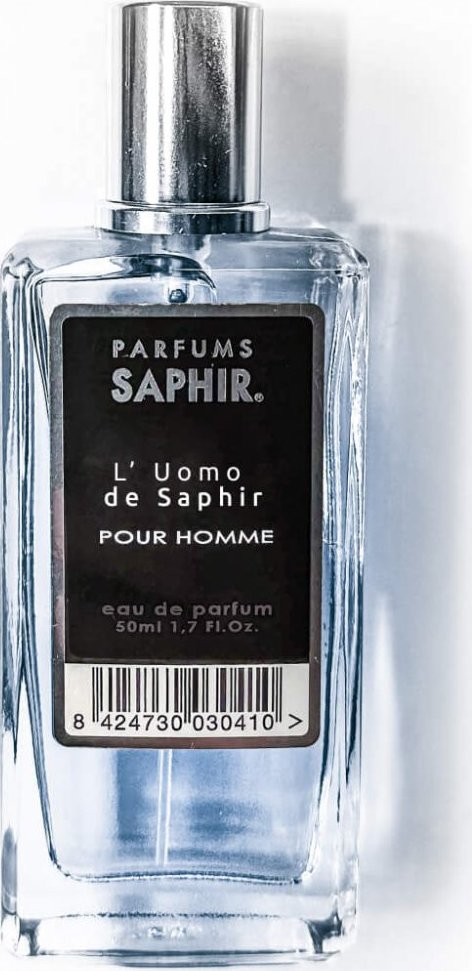 PARFUMS
SAPHIR®
L' Uomo
de Saphir
POUR HOMME
eau de parfum
50ml 1,7 Fl.Oz.
8 424730 030410 >